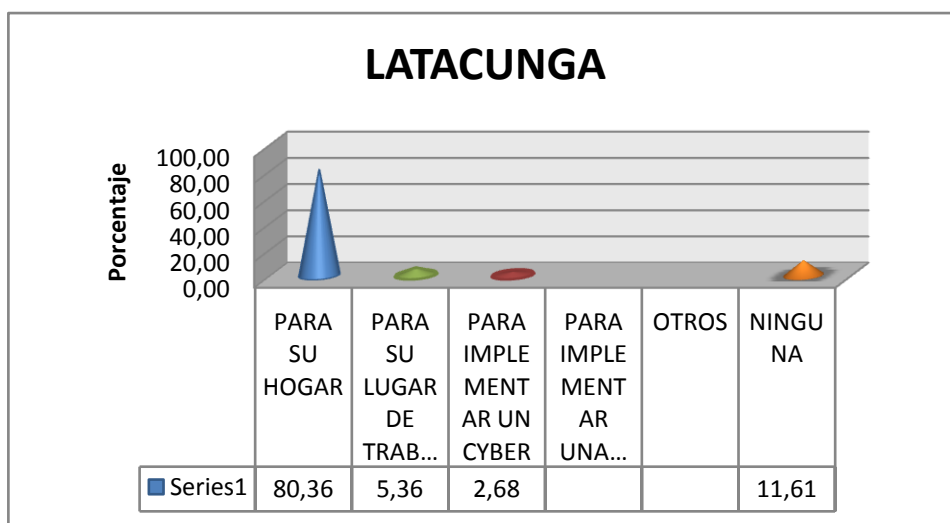 LATACUNGA
Porcentaje
100,00
80,00
60,00
40,00
20,00
0,00
PARA
SU
HOGAR
PARA
SU
LUGAR
DE
TRAB...
PARA
IMPLE
MENT
AR UN
CYBER
PARA
IMPLE
MENT
AR
UNA...
OTROS
NINGU
NA
Series1 80,36 5,36 2,68 11,61